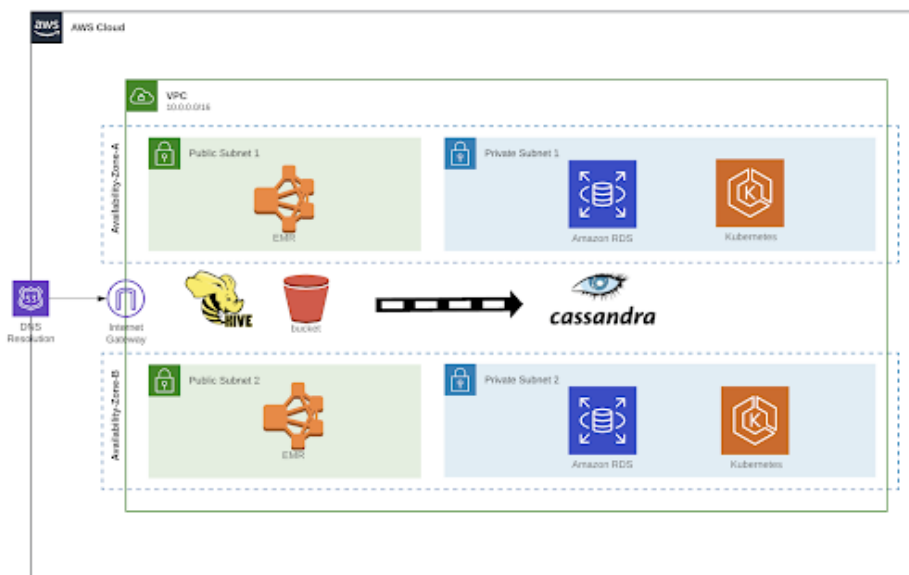 aws
AWS Cloud
VPC
10.0.0.0/16
Availability-Zone-A
Public Subnet 1
EMR
Private Subnet 1
Amazon RDS
K
Kubernetes
53
DNS
Resolution
Internet
Gateway
HIVE
bucket
cassandra
Availability-Zone-B
Public Subnet 2
EMR
Private Subnet 2
Amazon RDS
K
Kubernetes